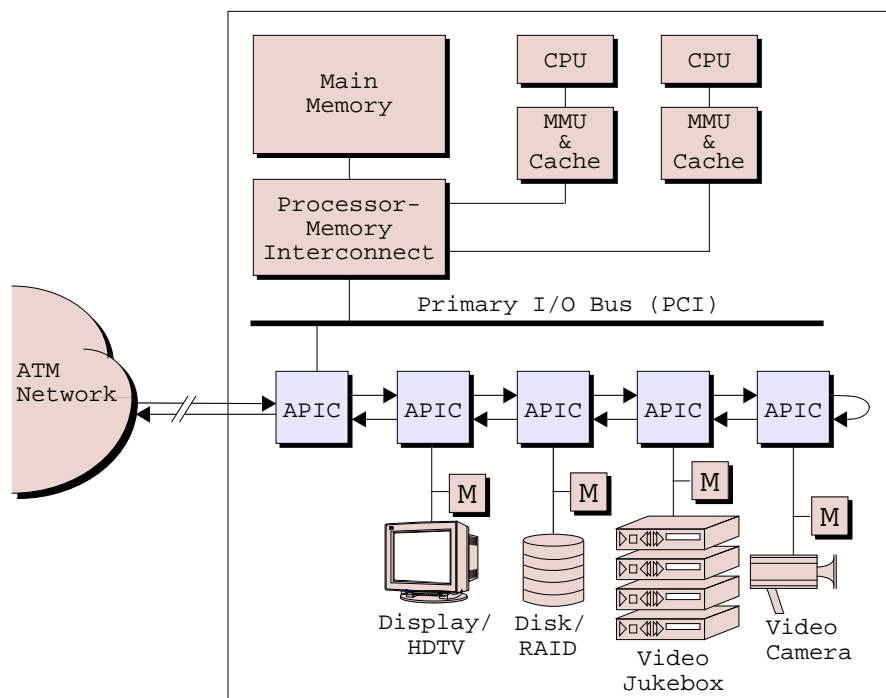 Main
Memory
CPU
CPU
MMU
&
Cache
MMU
&
Cache
Processor-
Memory
Interconnect
Primary I/O Bus (PCI)
ATM
Network
APIC
APIC
APIC
APIC
APIC
M
M
M
M
Display/
HDTV
Disk/
RAID
Video
Jukebox
Video
Camera